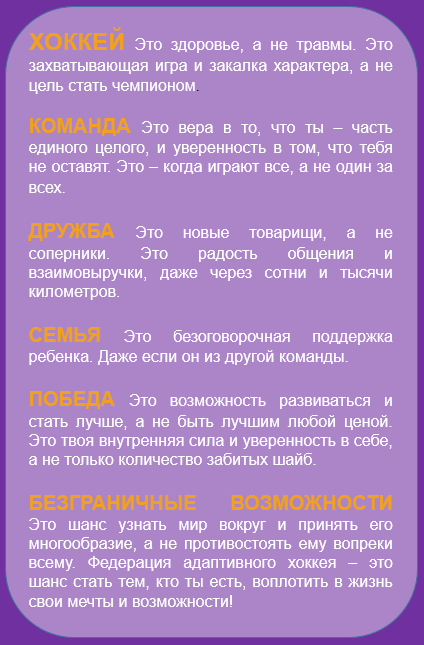 ХОККЕЙ Это здоровье, а не травмы. Это
захватывающая игра и закалка характера, а не
цель стать чемпионом.
КОМАНДА Это вера в то, что ты – часть
единого целого, и уверенность в том, что тебя
не оставят. Это – когда играют все, а не один за
всех.
ДРУЖБА Это новые товарищи, а не
соперники. Это радость общения и
взаимовыручки, даже через сотни и тысячи
километров.
СЕМЬЯ Это безоговорочная поддержка
ребенка. Даже если он из другой команды.
ПОБЕДА Это возможность развиваться и
стать лучше, а не быть лучшим любой ценой.
Это твоя внутренняя сила и уверенность в себе,
а не только количество забитых шайб.
БЕЗГРАНИЧНЫЕ ВОЗМОЖНОСТИ
Это шанс узнать мир вокруг и принять его
многообразие, а не противостоять ему вопреки
всему. Федерация адаптивного хоккея – это
шанс стать тем, кто ты есть, воплотить в жизнь
свои мечты и возможности!